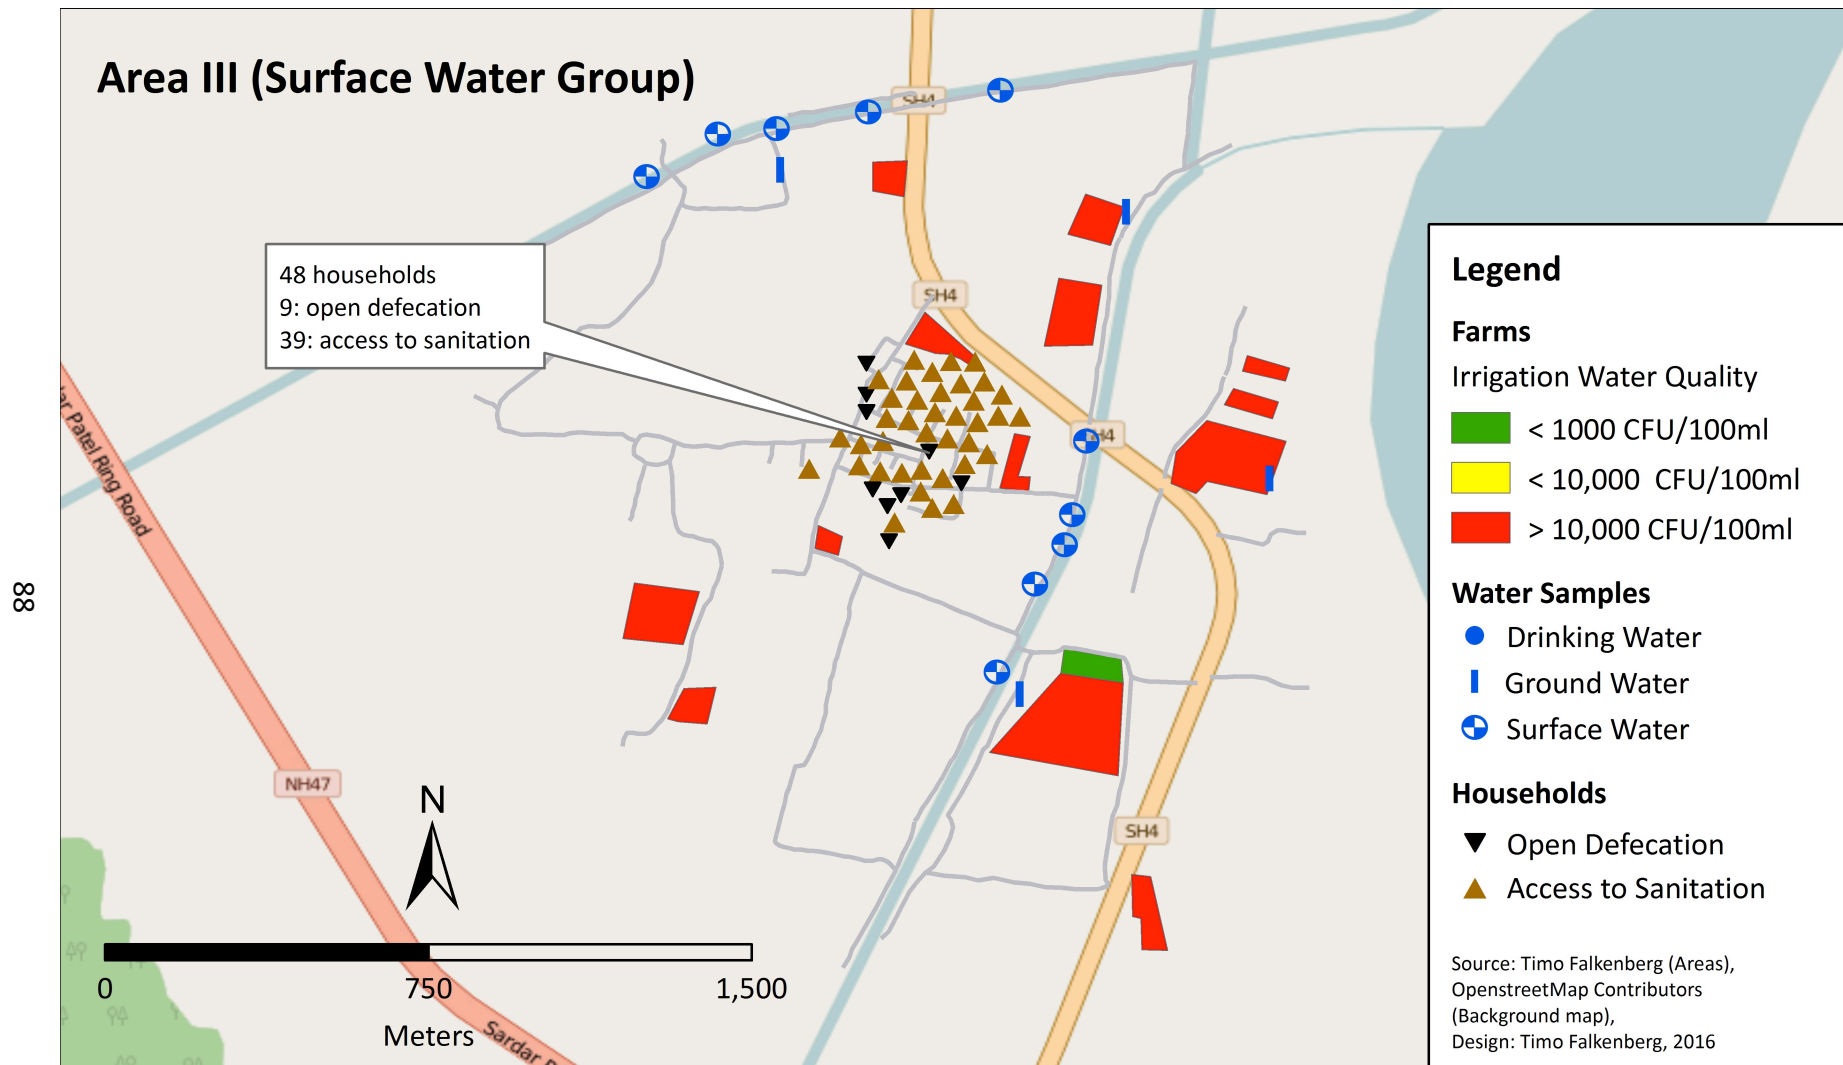 Area III (Surface Water Group)
SH4
48 households
9: open defecation
39: access to sanitation
SH4
H4
ar Patel Ring Road
NH47
SH4
Sardar
N
0 750 1,500
Meters
88
Legend
Farms
Irrigation Water Quality
< 1000 CFU/100ml
< 10,000 CFU/100ml
> 10,000 CFU/100ml
Water Samples
Drinking Water
Ground Water
Surface Water
Households
Open Defecation
Access to Sanitation
Source: Timo Falkenberg (Areas),
OpenstreetMap Contributors
(Background map),
Design: Timo Falkenberg, 2016